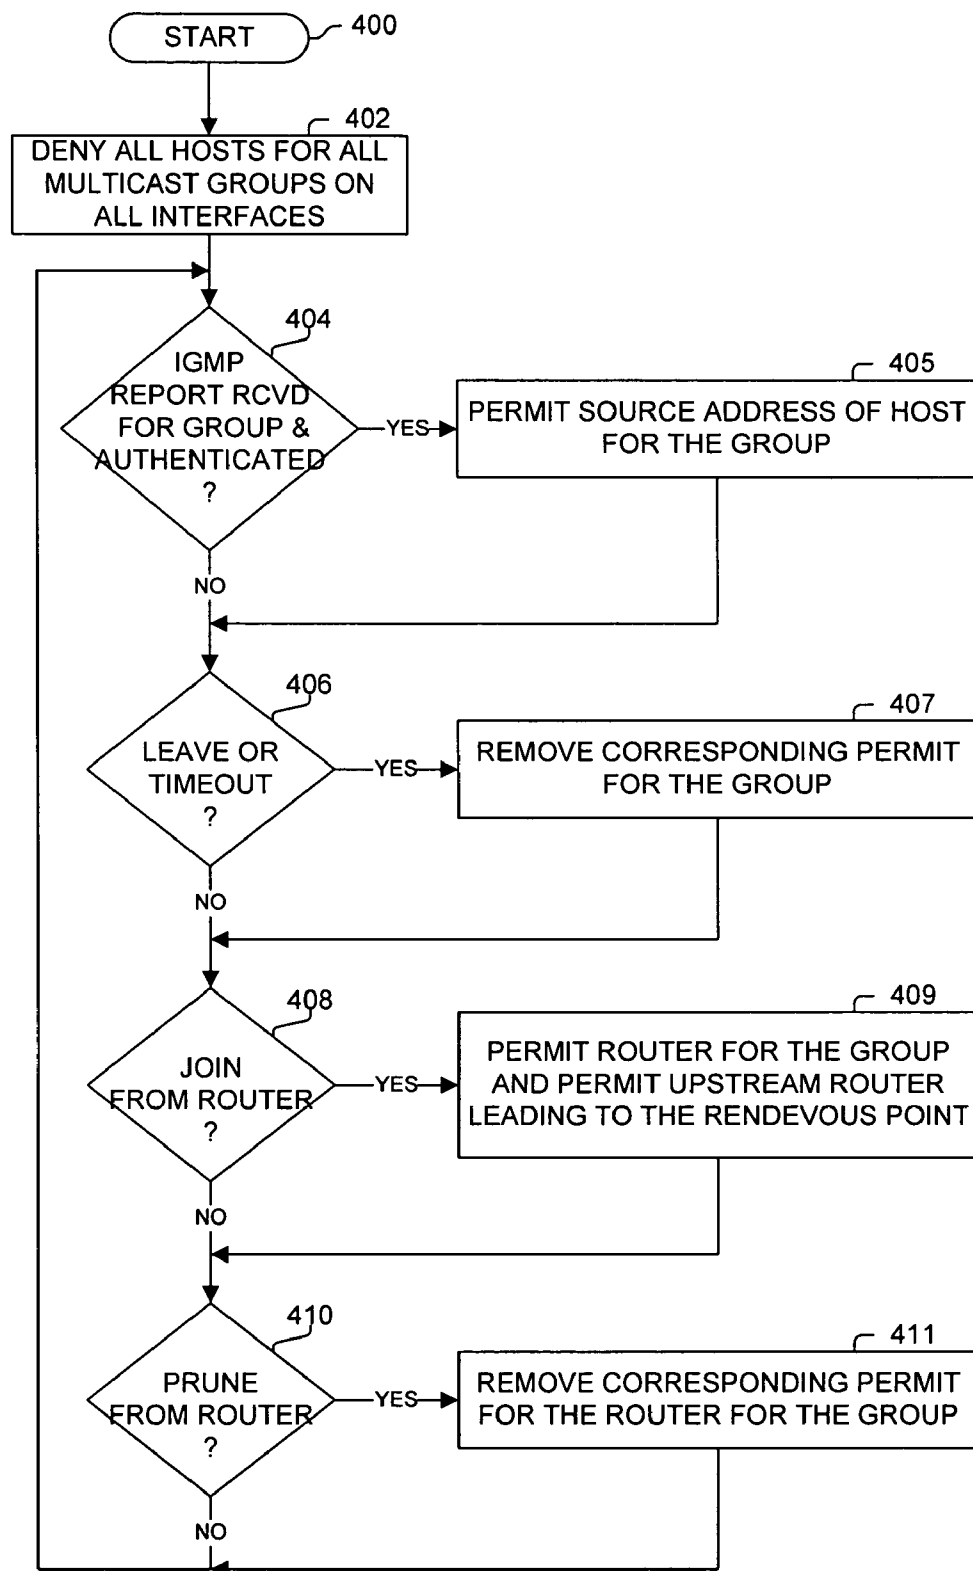 START
400
402
DENY ALL HOSTS FOR ALL
MULTICAST GROUPS ON
ALL INTERFACES
404
IGMP
REPORT RCVD
FOR GROUP &
AUTHENTICATED
?
YES
405
PERMIT SOURCE ADDRESS OF HOST
FOR THE GROUP
NO
406
LEAVE OR
TIMEOUT
?
YES
407
REMOVE CORRESPONDING PERMIT
FOR THE GROUP
NO
408
JOIN
FROM ROUTER
?
YES
409
PERMIT ROUTER FOR THE GROUP
AND PERMIT UPSTREAM ROUTER
LEADING TO THE RENDEVOUS POINT
NO
410
PRUNE
FROM ROUTER
?
YES
411
REMOVE CORRESPONDING PERMIT
FOR THE ROUTER FOR THE GROUP
NO